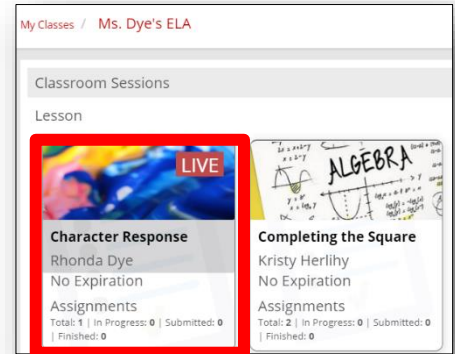 My Classes / Ms. Dye's ELA
Classroom Sessions
Lesson
LIVE
Character Response
Rhonda Dye
No Expiration
Assignments
Total: 1 | In Progress: 0 | Submitted: 0
| Finished: 0
ALGEBRA
Completing the Square
Kristy Herlihy
No Expiration
Assignments
Total: 2 | In Progress: 0 | Submitted: 0
| Finished: 0